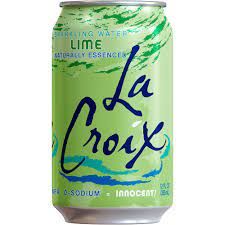 SPARKLING WATER
LIME
NATURALLY ESSENCED
La
Croix
0-SODIUM = INNOCENT!